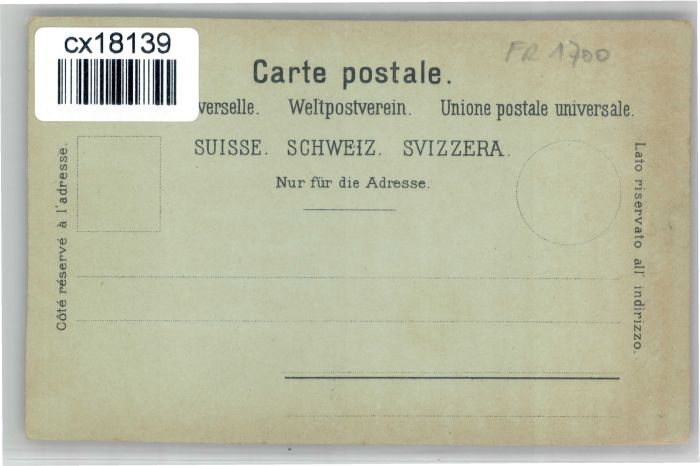 cx18139
FR 1700
Carte postale.
verselle. Weltpostverein. Unione postale universale.
SUISSE. SCHWEIZ. SVIZZERA.
Nur für die Adresse.
Côté réservé à l'adresse.
Lato riservato all' indirizzo.